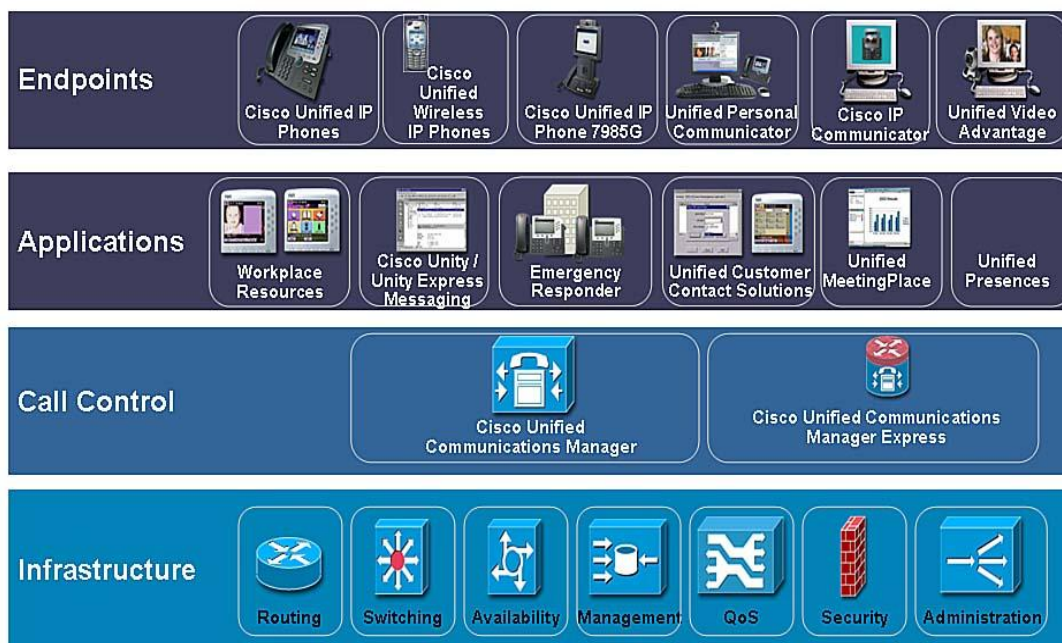 Endpoints
Cisco Unified IP
Phones
Cisco
Unified
Wireless
IP Phones
Cisco Unified IP
Phone 7985G
Unified Personal
Communicator
Cisco IP
Communicator
Unified Video
Advantage
Applications
Workplace
Resources
Cisco Unity /
Unity Express
Messaging
Emergency
Responder
Unified Customer
Contact Solutions
Unified
MeetingPlace
Unified
Presences
Call Control
Cisco Unified
Communications Manager
Cisco Unified Communications
Manager Express
Infrastructure
Routing
Switching
Availability
Management
QoS
Security
Administration